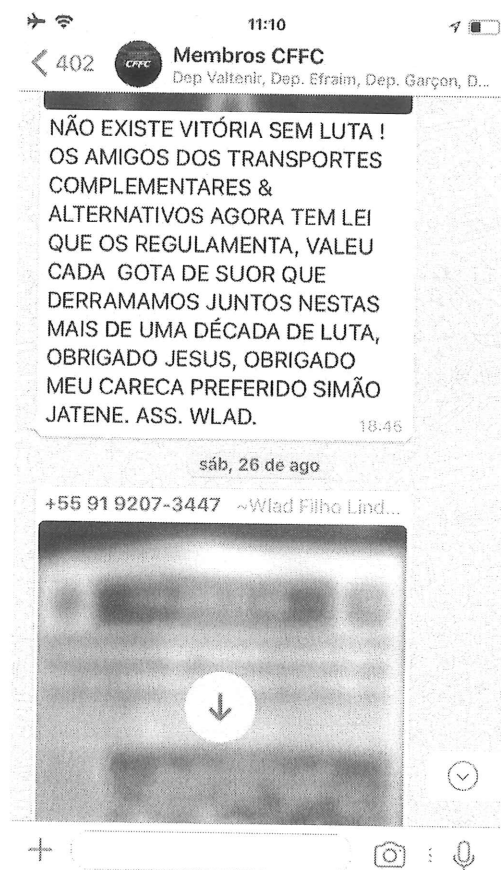 11:10
402
CFFC
Membros CFFC
Dep Valtenir, Dep. Efraim, Dep. Garçon, D...
NÃO EXISTE VITÓRIA SEM LUTA !
OS AMIGOS DOS TRANSPORTES
COMPLEMENTARES &
ALTERNATIVOS AGORA TEM LEI
QUE OS REGULAMENTA, VALEU
CADA GOTA DE SUOR QUE
DERRAMAMOS JUNTOS NESTAS
MAIS DE UMA DÉCADA DE LUTA,
OBRIGADO JESUS, OBRIGADO
MEU CARECA PREFERIDO SIMÃO
JATENE. ASS. WLAD.
18:46
sáb, 26 de ago
+55 91 9207-3447 ~Wlad Filho Lind...